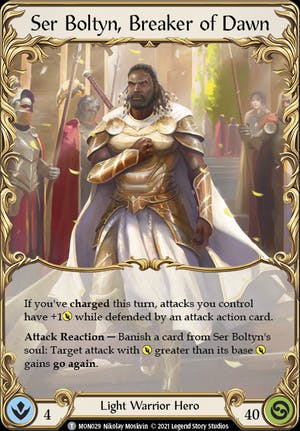 Ser Boltyn, Breaker of Dawn
If you've charged this turn, attacks you control
have +1 while defended by an attack action card.
Attack Reaction — Banish a card from Ser Boltyn's
soul: Target attack with greater than its base
gains go again.
4 Light Warrior Hero 40
MON029 Nikolay Moskvin © 2021 Legend Story Studios